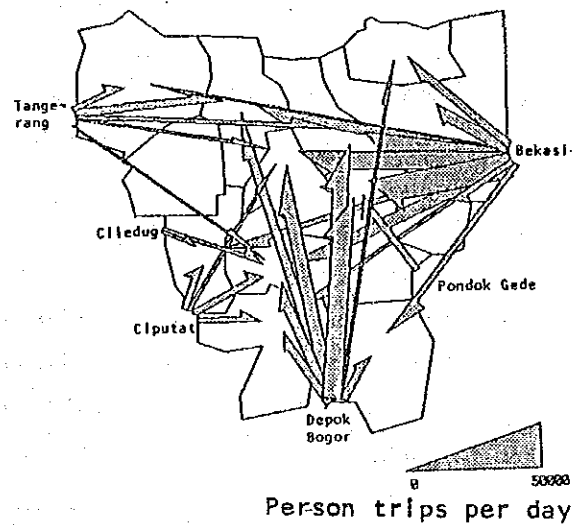 Tange-
rang
Bekasi
Ciledug
Pondok Gede
Ciputat
Depok
Bogor
0
50000
Person trips per day